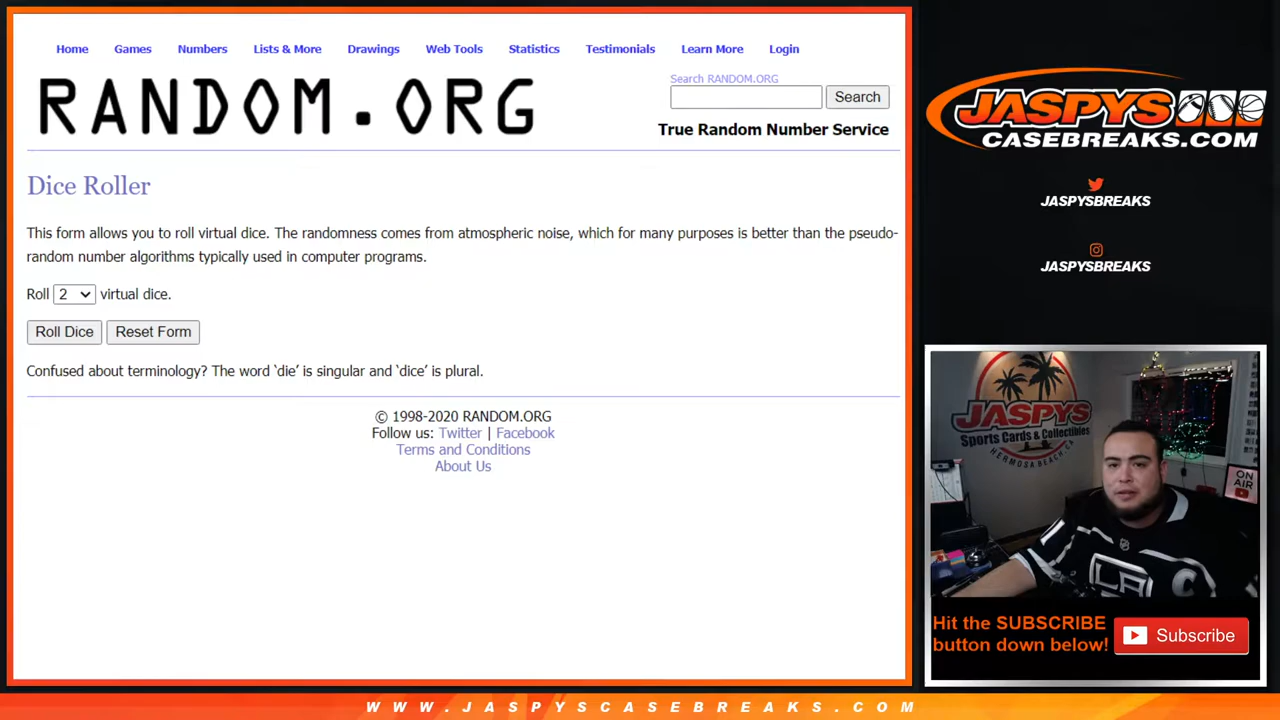 Home Games Numbers Lists & More Drawings Web Tools Statistics Testimonials Learn More Login
RANDOM.ORG
Search RANDOM.ORG
Search
True Random Number Service
Dice Roller
This form allows you to roll virtual dice. The randomness comes from atmospheric noise, which for many purposes is better than the pseudo-
random number algorithms typically used in computer programs.
Roll 2 virtual dice.
Roll Dice Reset Form
Confused about terminology? The word ‘die’ is singular and ‘dice’ is plural.
© 1998-2020 RANDOM.ORG
Follow us: Twitter | Facebook
Terms and Conditions
About Us
JASPYS
CASEBREAKS.COM
JASPYSBREAKS
JASPYSBREAKS
JASPYS
Sports Cards & Collectibles
HERMOSA BEACH, CA
ON
AIR
LA
C
Hit the SUBSCRIBE
button down below!
Subscribe
WWW.JASPYSCASEBREAKS.COM